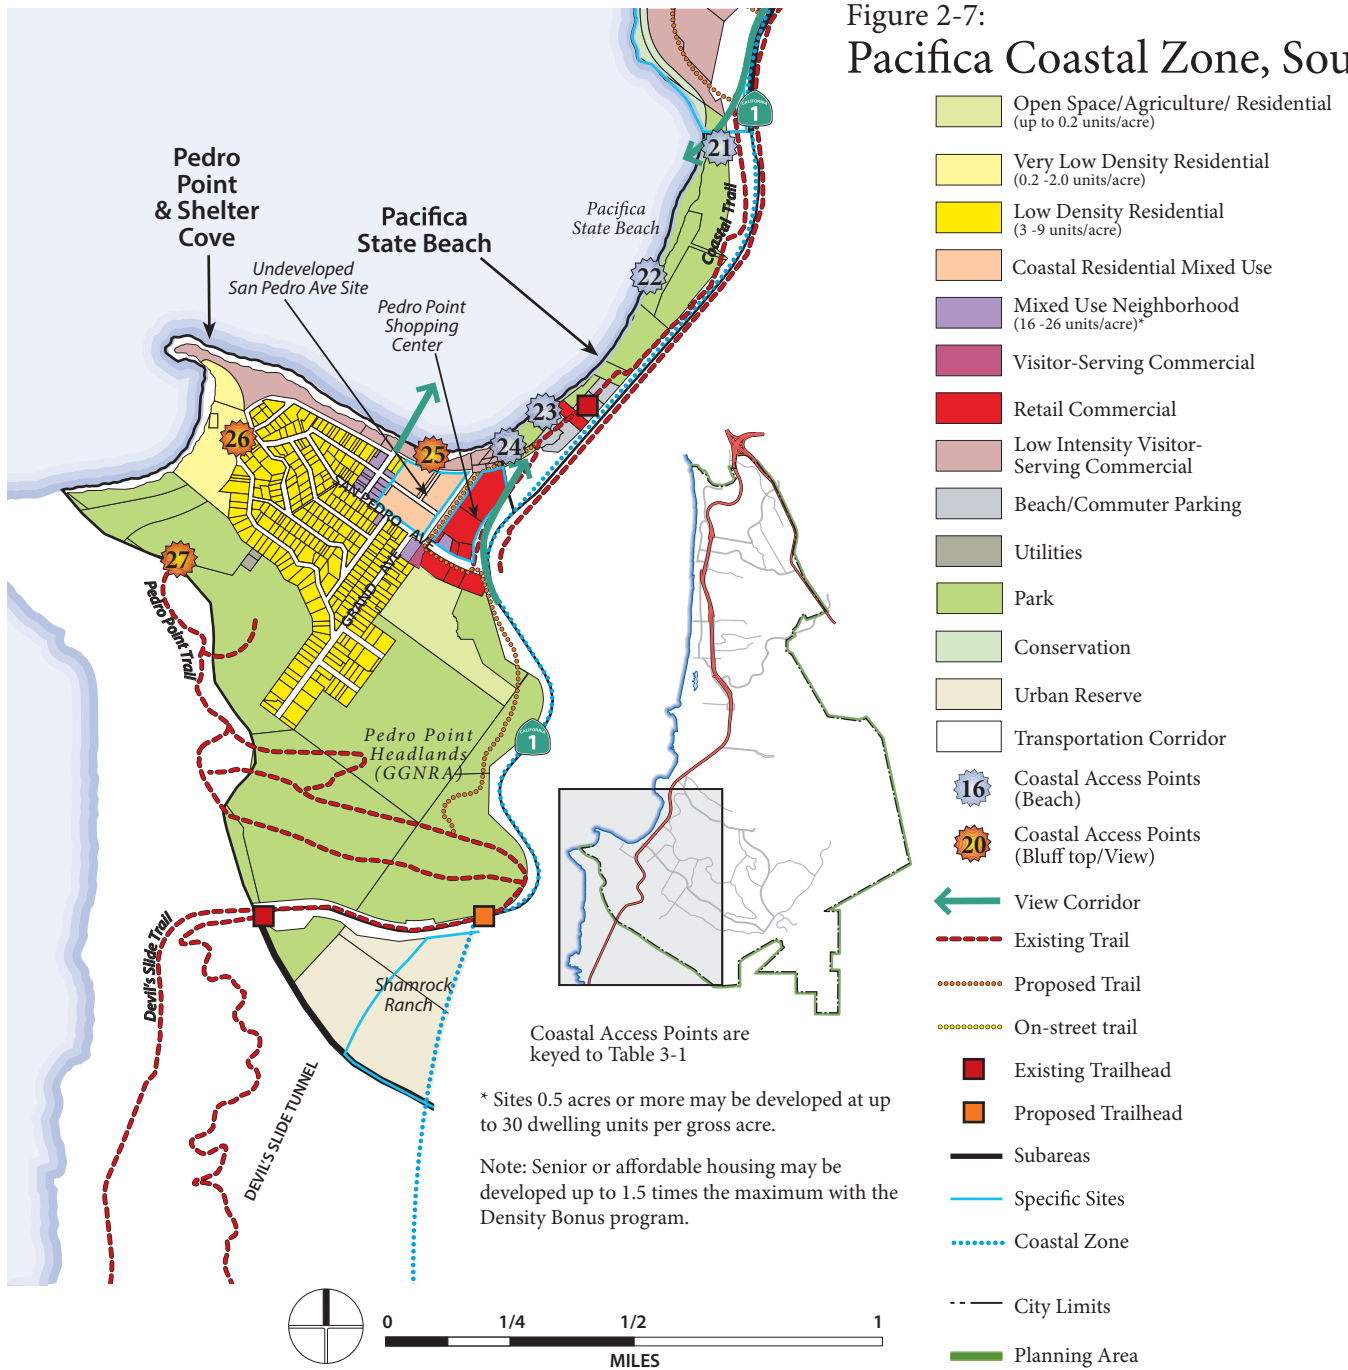 Figure 2-7:
Pacifica Coastal Zone, Sou
Open Space/Agriculture/ Residential
(up to 0.2 units/acre)
Very Low Density Residential
(0.2 -2.0 units/acre)
Low Density Residential
(3 -9 units/acre)
Coastal Residential Mixed Use
Mixed Use Neighborhood
(16 -26 units/acre)*
Visitor-Serving Commercial
Retail Commercial
Low Intensity Visitor-
Serving Commercial
Beach/Commuter Parking
Utilities
Park
Conservation
Urban Reserve
Transportation Corridor
16
Coastal Access Points
(Beach)
20
Coastal Access Points
(Bluff top/View)
View Corridor
Existing Trail
Proposed Trail
On-street trail
Existing Trailhead
Proposed Trailhead
Subareas
Specific Sites
Coastal Zone
City Limits
Planning Area
CALIFORNIA
1
21
Coastal Trail
Pacifica
State Beach
22
Pedro
Point
& Shelter
Cove
Pacifica
State Beach
Undeveloped
San Pedro Ave Site
Pedro Point
Shopping
Center
23
24
25
26
27
SAN PEDRO AVE
GRAND AVE
Pedro Point Trail
Pedro Point
Headlands
(GGNRA)
CALIFORNIA
1
Devil's Slide Trail
Shamrock
Ranch
DEVIL'S SLIDE TUNNEL
Coastal Access Points are
keyed to Table 3-1
* Sites 0.5 acres or more may be developed at up
to 30 dwelling units per gross acre.
Note: Senior or affordable housing may be
developed up to 1.5 times the maximum with the
Density Bonus program.
0 1/4 1/2 1
MILES